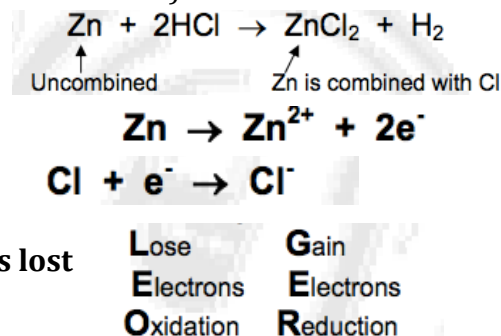 Zn + 2HCl → ZnCl₂ + H₂
Uncombined Zn is combined with Cl
Zn → Zn²⁺ + 2e⁻
Cl + e⁻ → Cl⁻
s lost
Lose Gain
Electrons Electrons
Oxidation Reduction